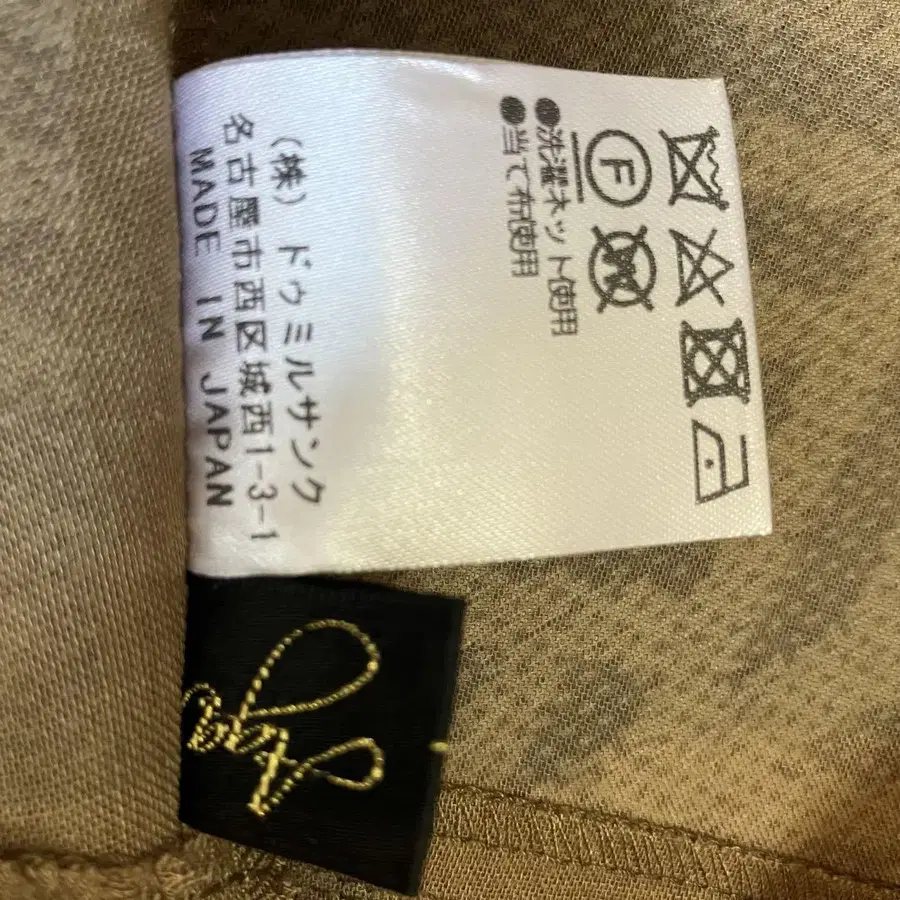 F
W
●洗濯ネット使用
●当て布使用
(株) ドゥミルサンク
名古屋市西区城西1-3-1
MADE IN JAPAN